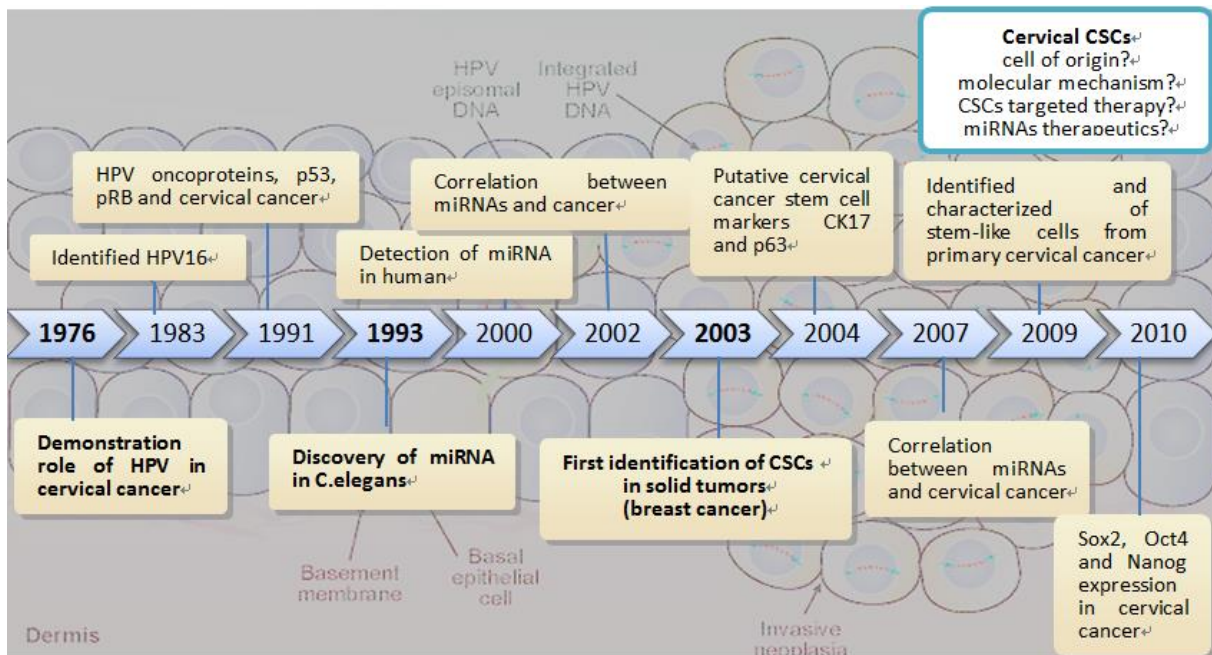 Cervical CSCs
cell of origin?
molecular mechanism?
CSCs targeted therapy?
miRNAs therapeutics?
HPV
episomal
DNA
Integrated
HPV
DNA
HPV oncoproteins, p53,
pRB and cervical cancer
Correlation between
miRNAs and cancer
Putative cervical
cancer stem cell
markers CK17
and p63
Identified and
characterized of
stem-like cells from
primary cervical cancer
Identified HPV16
Detection of miRNA
in human
1976
1983
1991
1993
2000
2002
2003
2004
2007
2009
2010
Demonstration
role of HPV in
cervical cancer
Discovery of miRNA
in C.elegans
First identification of CSCs
in solid tumors
(breast cancer)
Correlation
between miRNAs
and cervical cancer
Sox2, Oct4
and Nanog
expression
in cervical
cancer
Basement
membrane
Basal
epithelial
cell
Invasive
neoplasia
Dermis